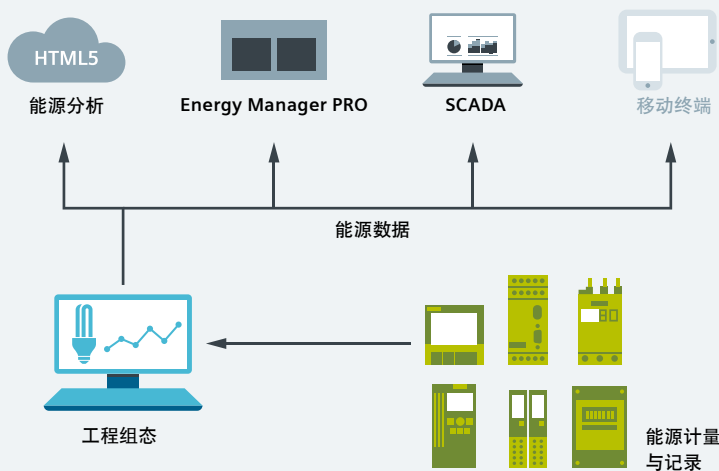 HTML5
能源分析
Energy Manager PRO
SCADA
移动终端
能源数据
工程组态
能源计量
与记录